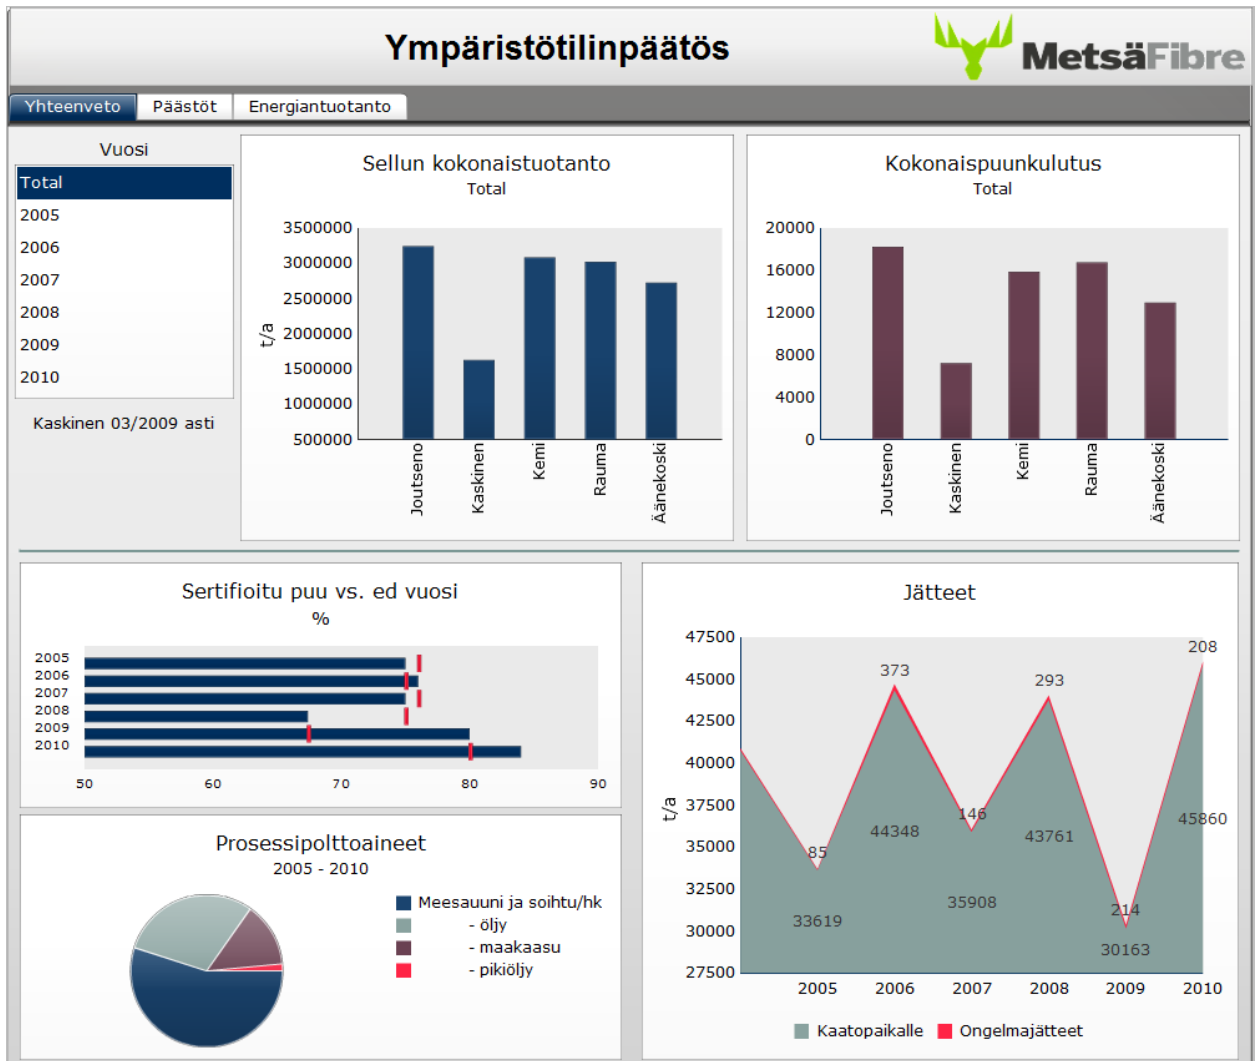 Ympäristötilinpäätös
MetsäFibre
Yhteenveto Päästöt Energiantuotanto
Vuosi
Total
2005
2006
2007
2008
2009
2010
Kaskinen 03/2009 asti
Sellun kokonaistuotanto
Total
3500000
3000000
2500000
2000000
1500000
1000000
500000
t/a
Joutseno
Kaskinen
Kemi
Rauma
Äänekoski
Kokonaispuunkulutus
Total
20000
16000
12000
8000
4000
0
Joutseno
Kaskinen
Kemi
Rauma
Äänekoski
Sertifioitu puu vs. ed vuosi
%
2005
2006
2007
2008
2009
2010
50 60 70 80 90
Prosessipolttoaineet
2005 - 2010
Meesauuni ja soihtu/hk
- öljy
- maakaasu
- pikiöljy
Jätteet
47500
45000
42500
40000
37500
35000
32500
30000
27500
t/a
85
373
146
293
214
208
33619
44348
35908
43761
30163
45860
2005 2006 2007 2008 2009 2010
Kaatopaikalle Ongelmajätteet